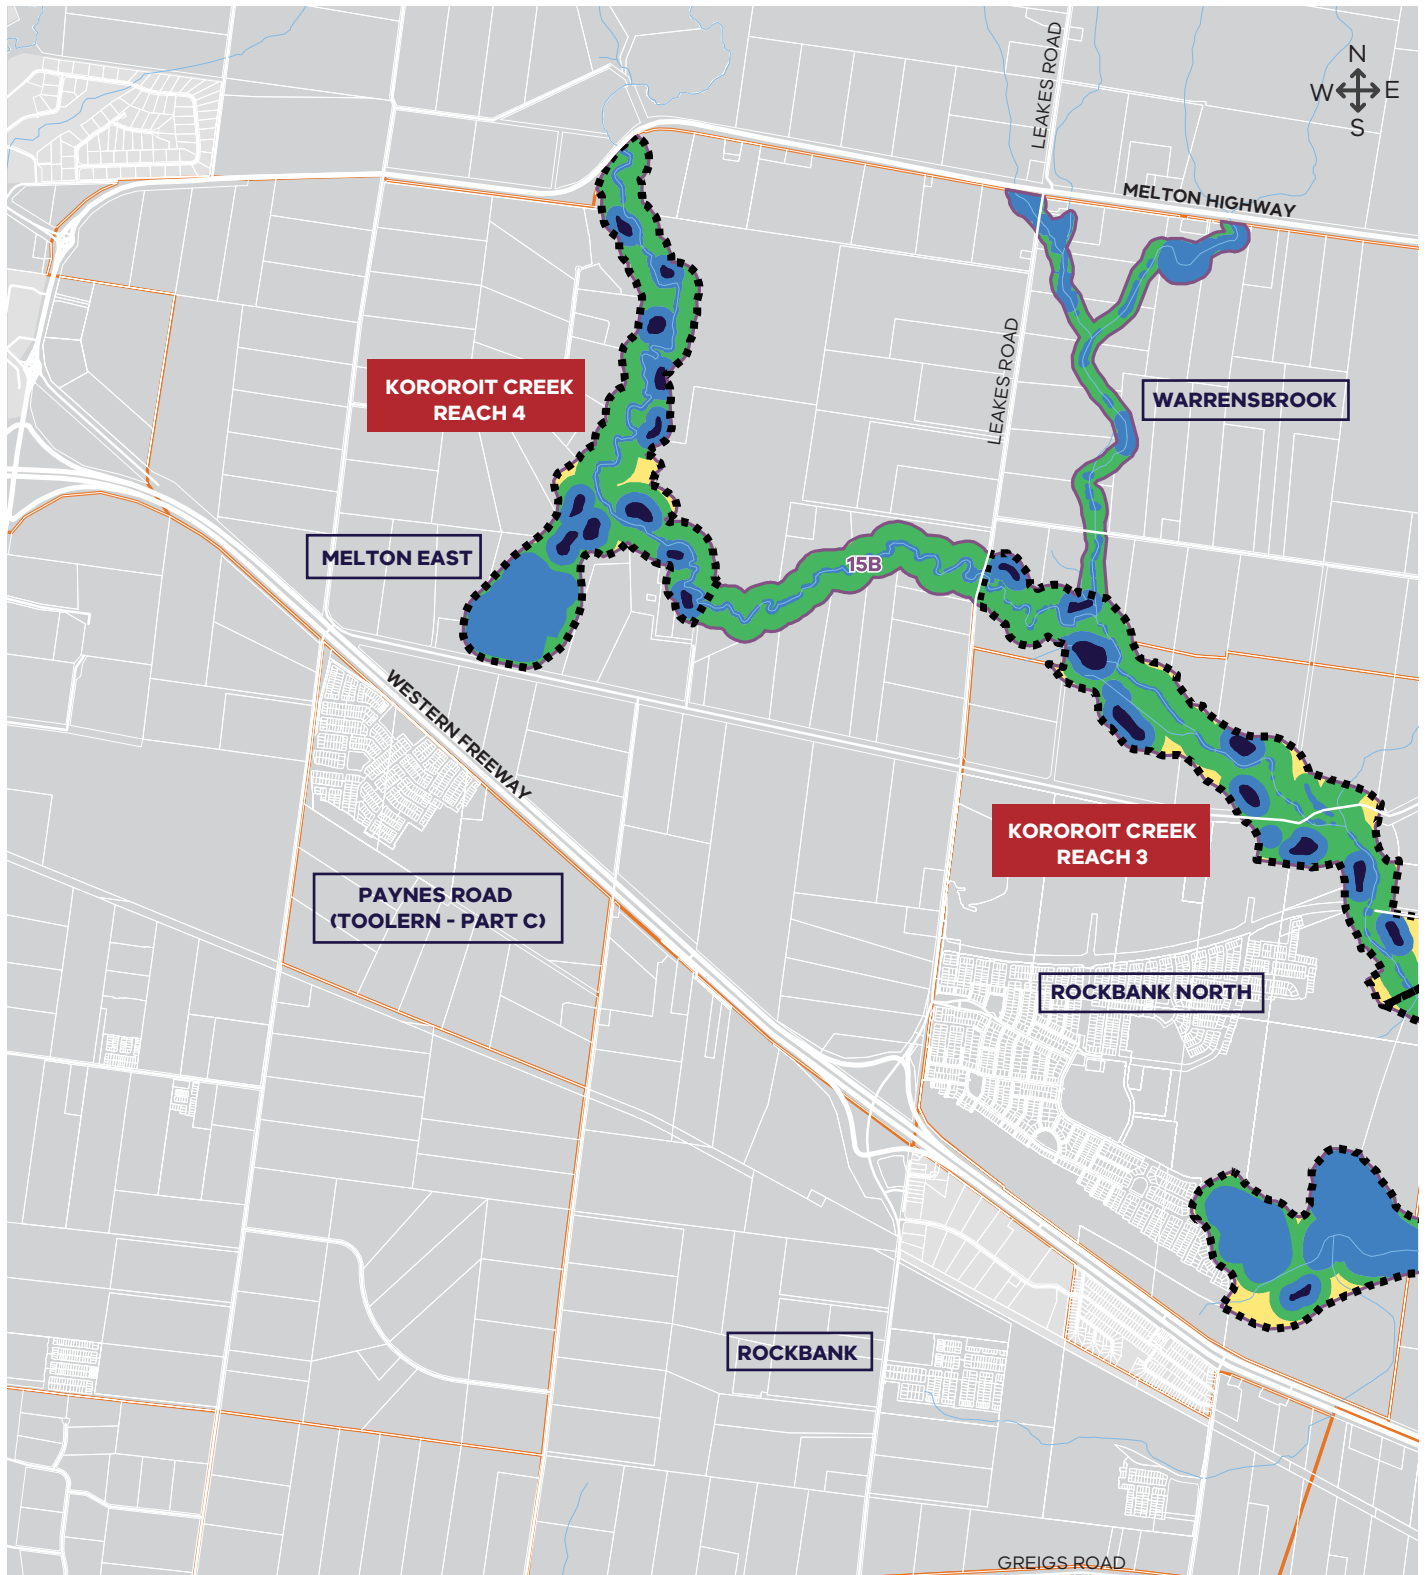 LEAKES ROAD
N
W E
S
MELTON HIGHWAY
LEAKES ROAD
KOROROIT CREEK
REACH 4
WARRENSBROOK
MELTON EAST
15B
WESTERN FREEWAY
KOROROIT CREEK
REACH 3
PAYNES ROAD
(TOOLERN - PART C)
ROCKBANK NORTH
ROCKBANK
GREIGS ROAD